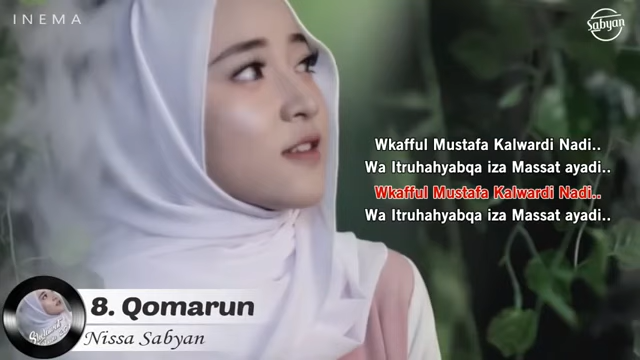 INEMA
Sabyan
Wkafful Mustafa Kalwardi Nadi..
Wa Itruhahyabqa iza Massat ayadi..
Wkafful Mustafa Kalwardi Nadi..
Wa Itruhahyabqa iza Massat ayadi..
8. Qomarun
Nissa Sabyan